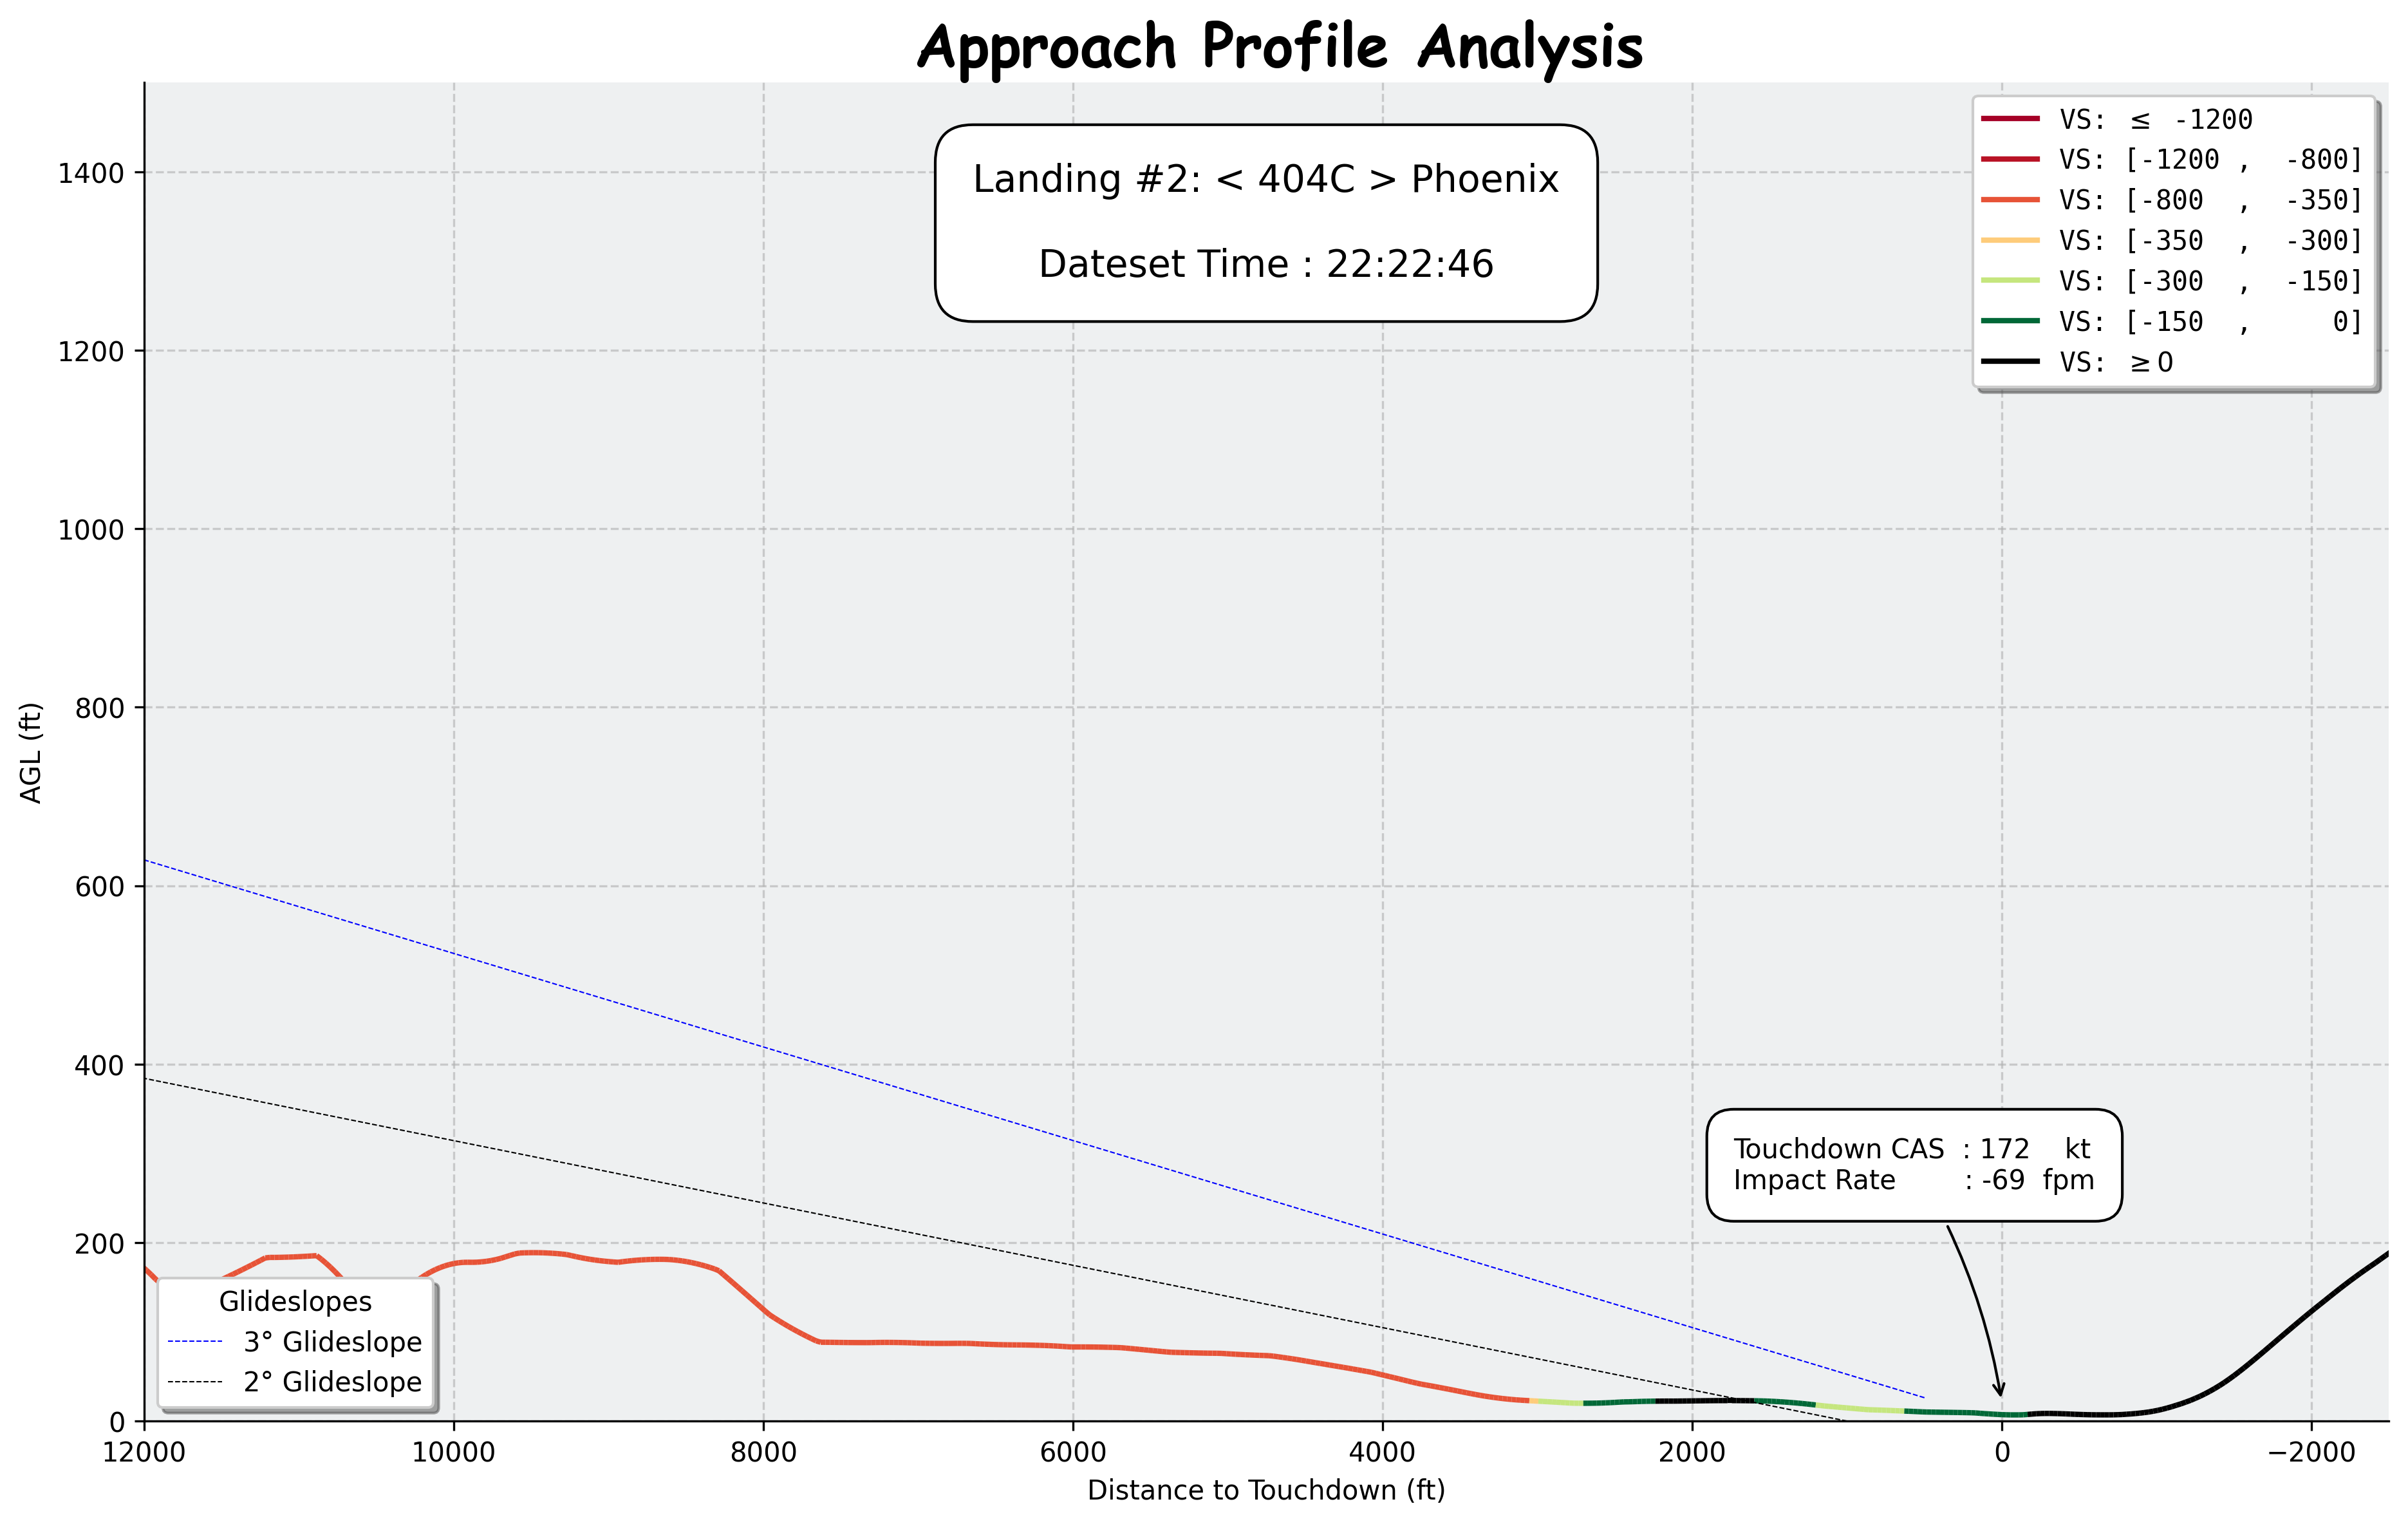 Approach Profile Analysis
Landing #2: < 404C > Phoenix
Dateset Time : 22:22:46
VS: ≤ -1200
VS: [-1200 , -800]
VS: [-800 , -350]
VS: [-350 , -300]
VS: [-300 , -150]
VS: [-150 , 0]
VS: ≥0
1400
1200
1000
800
600
400
200
0
AGL (ft)
Touchdown CAS : 172 kt
Impact Rate : -69 fpm
Glideslopes
3° Glideslope
2° Glideslope
12000 10000 8000 6000 4000 2000 0 −2000
Distance to Touchdown (ft)